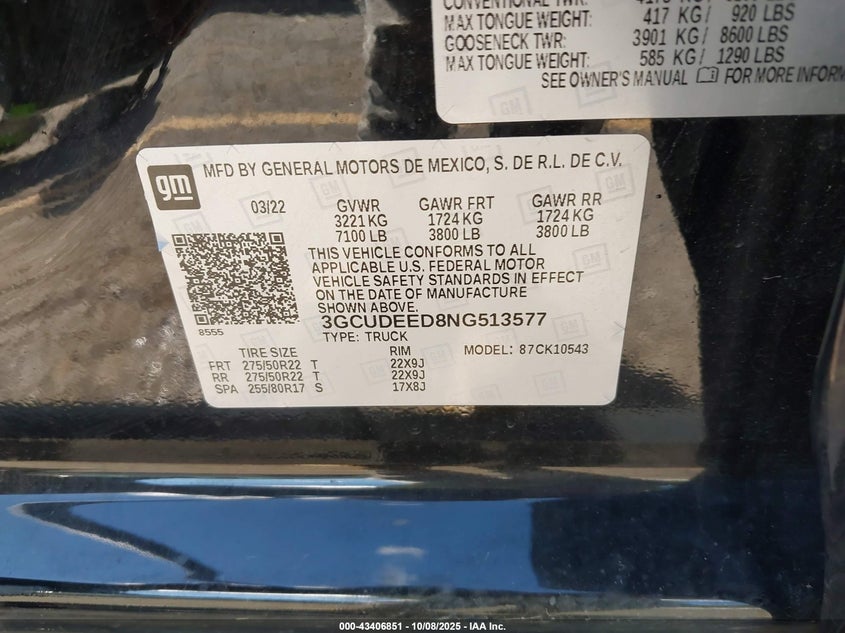 MAX TONGUE WEIGHT: 417 KG/ 920 LBS
GOOSENECK TWR: 3901 KG/ 8600 LBS
MAX TONGUE WEIGHT: 585 KG/ 1290 LBS
SEE OWNER'S MANUAL FOR MORE INFORM
gm MFD BY GENERAL MOTORS DE MEXICO, S. DE R.L. DE C.V.
03/22 GVWR GAWR FRT GAWR RR
3221 KG 1724 KG 1724 KG
7100 LB 3800 LB 3800 LB
THIS VEHICLE CONFORMS TO ALL
APPLICABLE U.S. FEDERAL MOTOR
VEHICLE SAFETY STANDARDS IN EFFECT
ON THE DATE OF MANUFACTURE
SHOWN ABOVE.
8555
3GCUDEED8NG513577
TYPE: TRUCK
TIRE SIZE RIM MODEL: 87CK10543
FRT 275/50R22 T 22X9J
RR 275/50R22 T 22X9J
SPA 255/80R17 S 17X8J
000-43406851 - 10/08/2025 - IAA Inc.